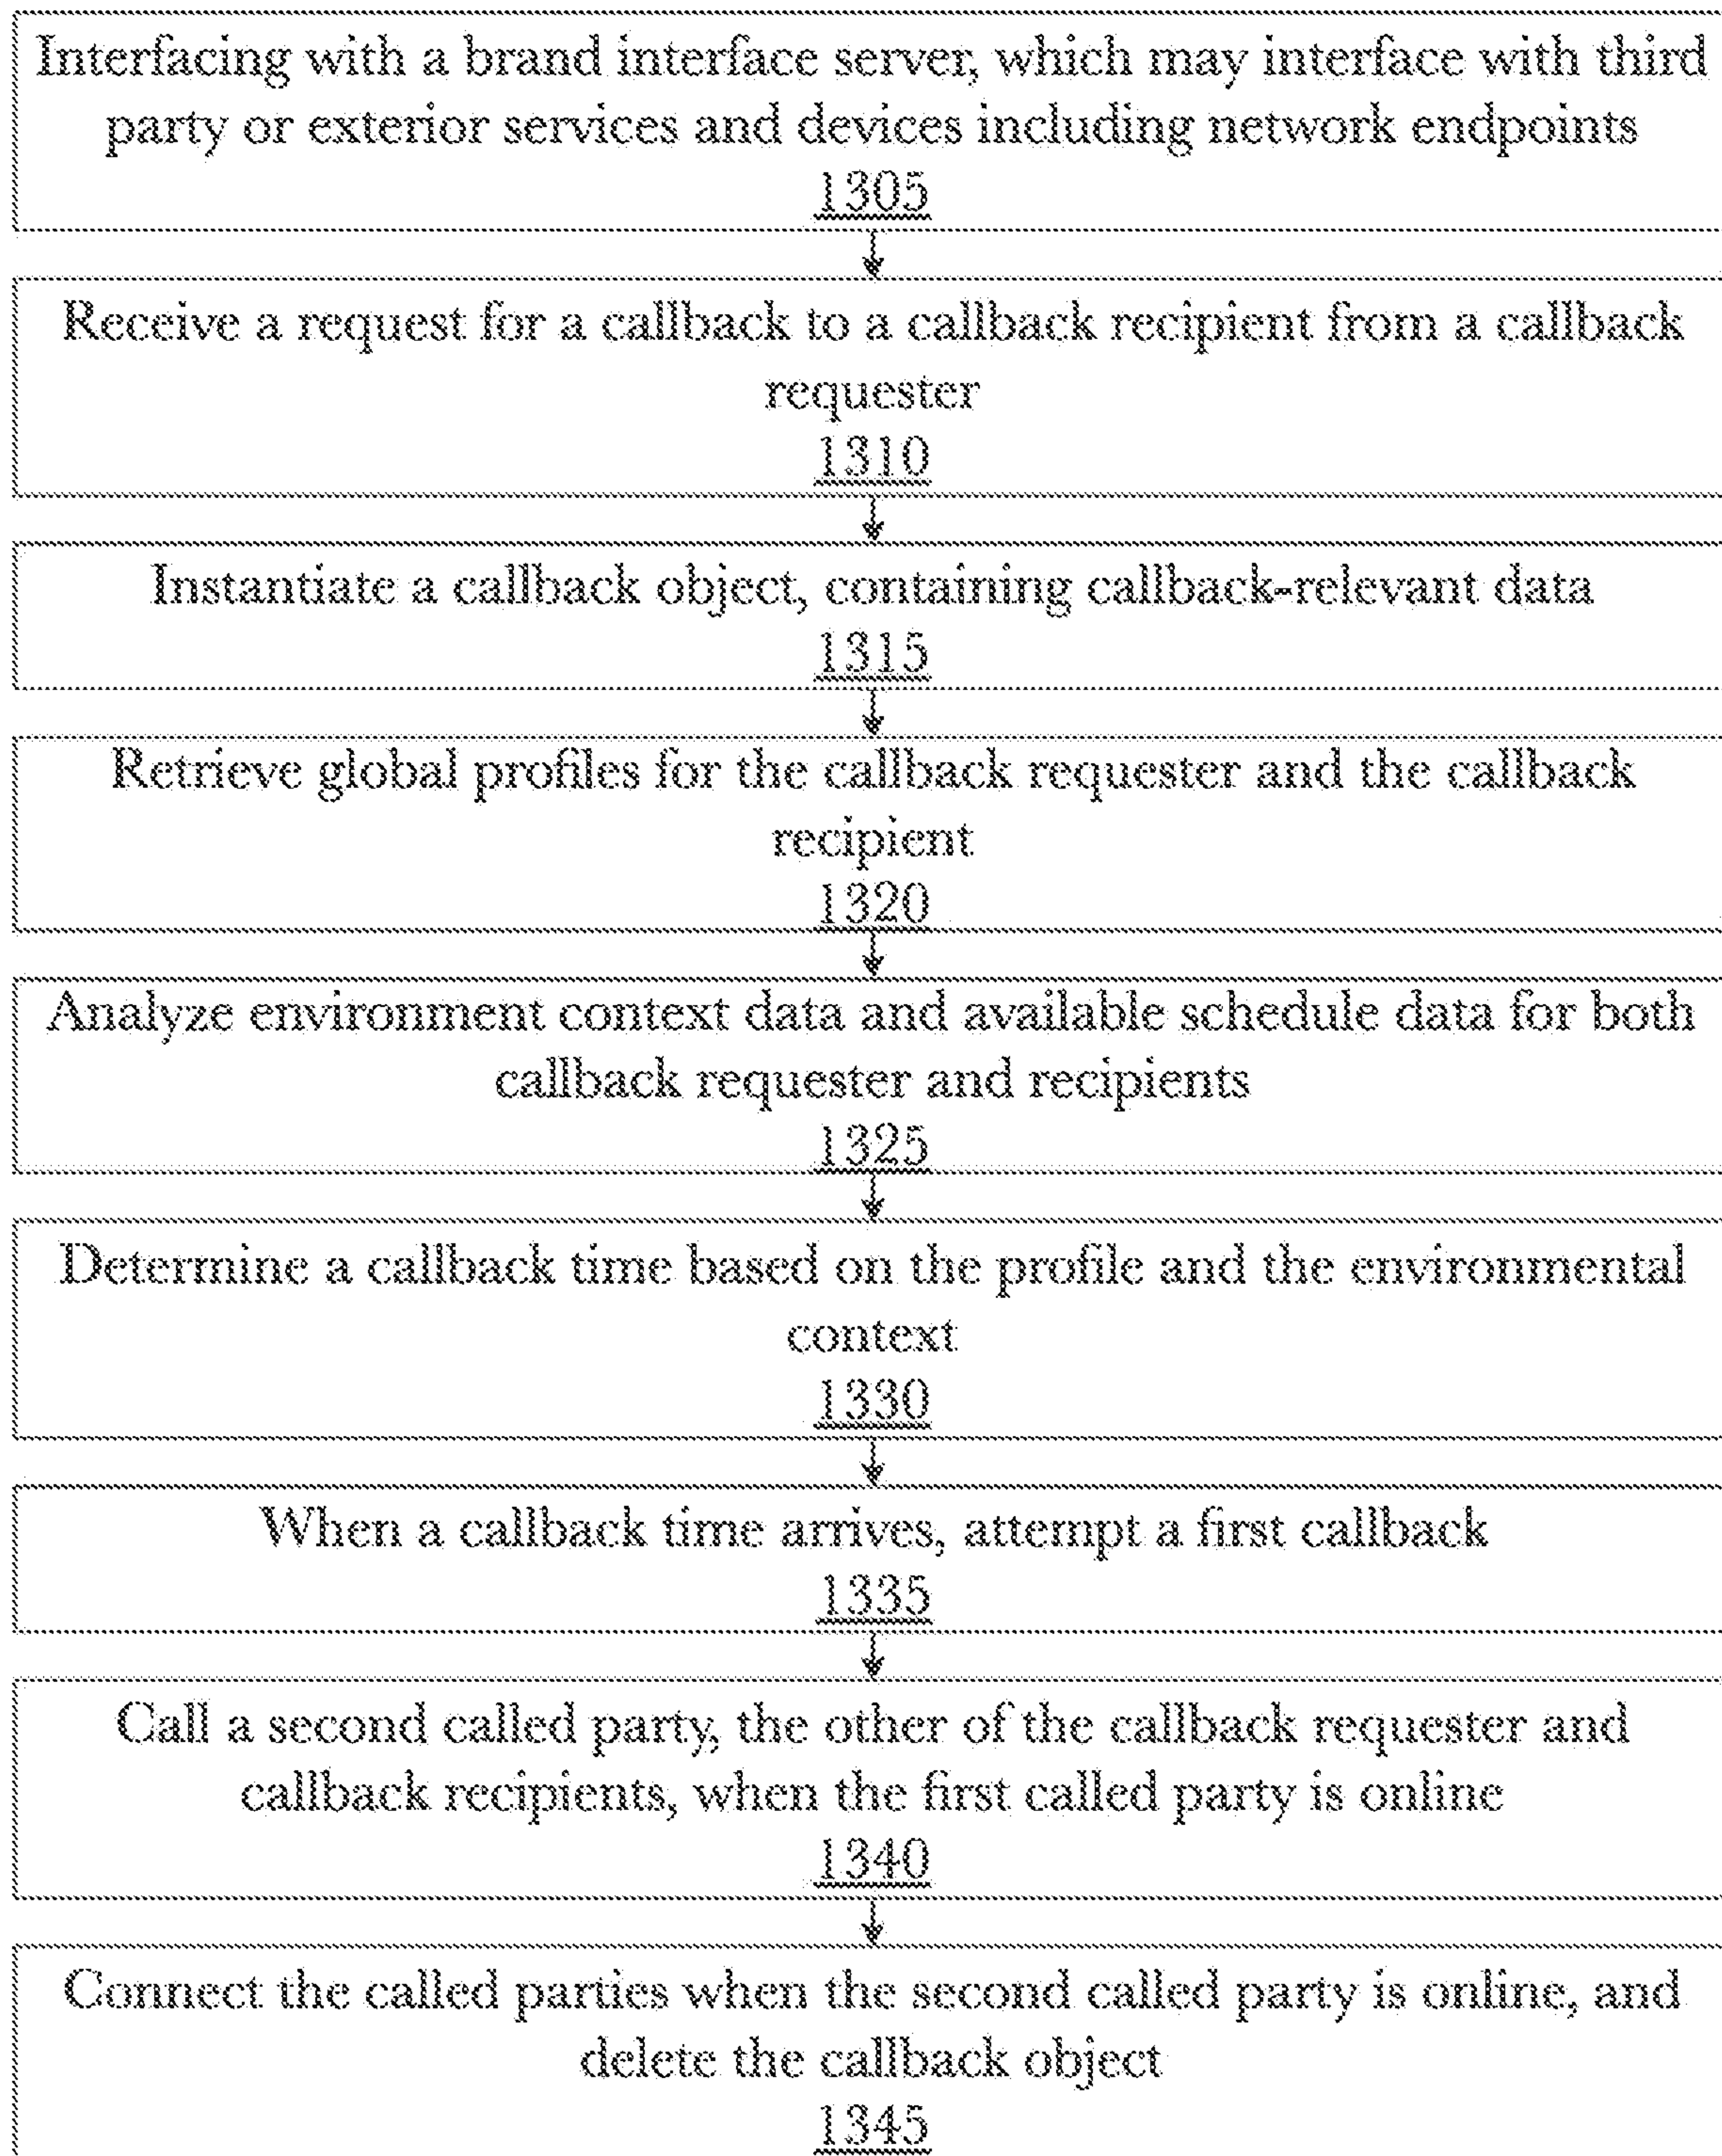 Interfacing with a brand interface server, which may interface with third
party or exterior services and devices including network endpoints
1305
Receive a request for a callback to a callback recipient from a callback
requester
1310
Instantiate a callback object, containing callback-relevant data
1315
Retrieve global profiles for the callback requester and the callback
recipient
1320
Analyze environment context data and available schedule data for both
callback requester and recipients
1325
Determine a callback time based on the profile and the environmental
context
1330
When a callback time arrives, attempt a first callback
1335
Call a second called party, the other of the callback requester and
callback recipients, when the first called party is online
1340
Connect the called parties when the second called party is online, and
delete the callback object
1345